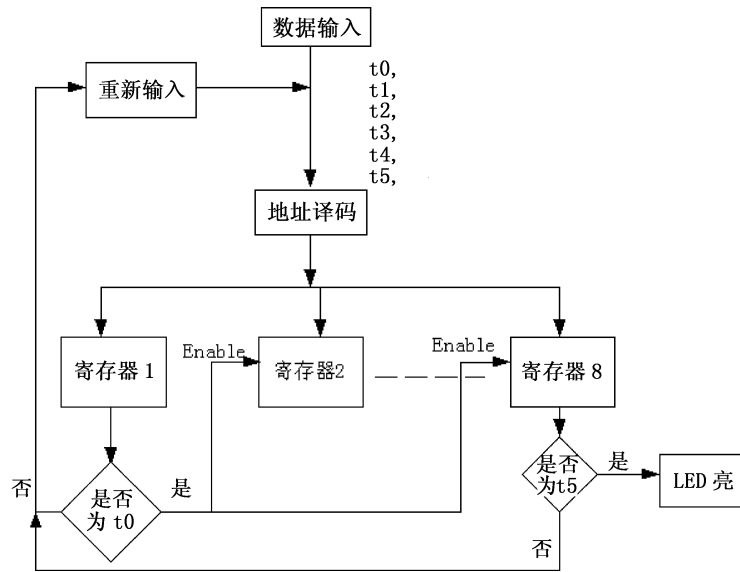 数据输入
重新输入
t0,
t1,
t2,
t3,
t4,
t5,
地址译码
寄存器 1
Enable
寄存器2
Enable
寄存器 8
是否
为 t0
否
是
是否
为t5
是
否
LED 亮